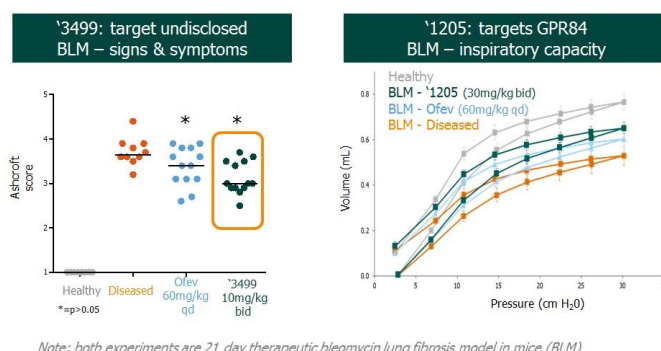 ‘3499: target undisclosed
BLM – signs & symptoms
‘1205: targets GPR84
BLM – inspiratory capacity
5
4
3
2
1
Ashcroft
score
*
*
Healthy
Diseased
Ofev
60mg/kg
qd
‘3499
10mg/kg
bid
*=p>0.05
Healthy
BLM - ‘1205 (30mg/kg bid)
BLM - Ofev (60mg/kg qd)
BLM - Diseased
0.8
0.6
0.4
0.2
0.0
Volume (mL)
0
5
10
15
20
25
30
35
Pressure (cm H20)
Note: both experiments are 21 day therapeutic bleomycin lung fibrosis model in mice (BLM)